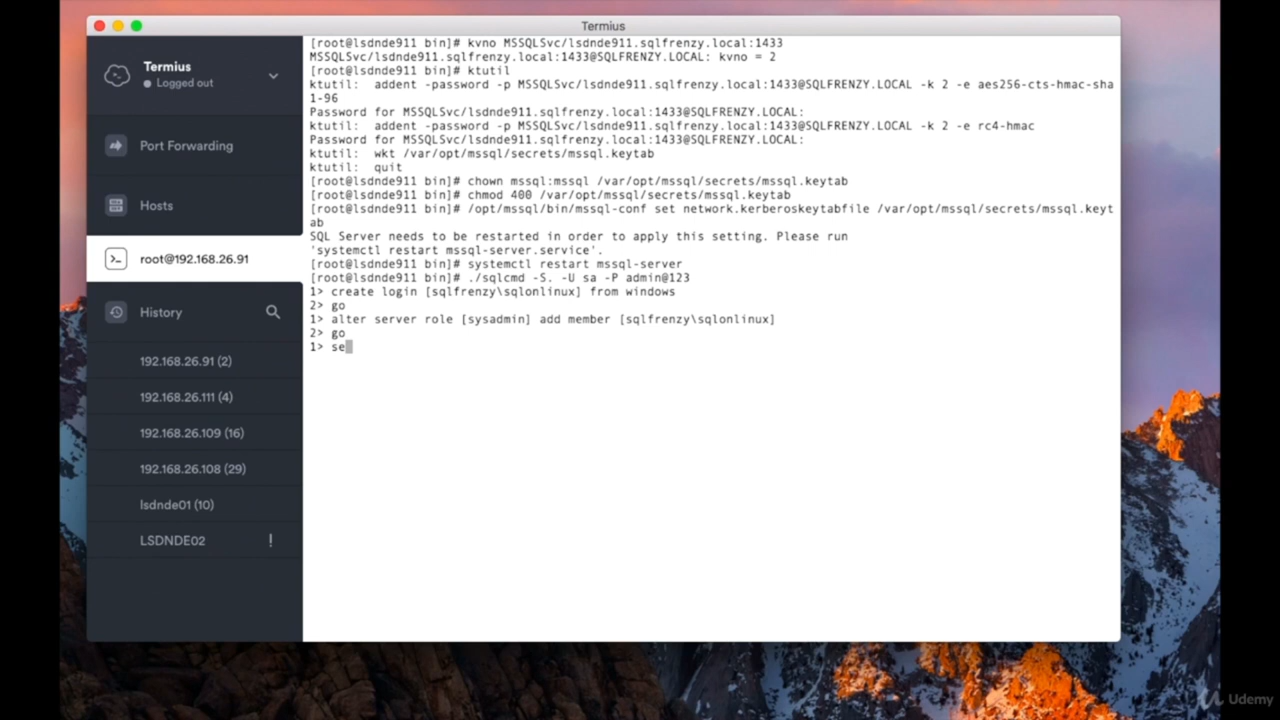 Termius
Termius
Logged out
Port Forwarding
Hosts
root@192.168.26.91
History
192.168.26.91 (2)
192.168.26.111 (4)
192.168.26.109 (16)
192.168.26.108 (29)
lsdnde01 (10)
LSDNDE02 !
[root@lsdnde911 bin]# kvno MSSQLSvc/lsdnde911.sqlfrenzy.local:1433
MSSQLSvc/lsdnde911.sqlfrenzy.local:1433@SQLFRENZY.LOCAL: kvno = 2
[root@lsdnde911 bin]# ktutil
ktutil:  addent -password -p MSSQLSvc/lsdnde911.sqlfrenzy.local:1433@SQLFRENZY.LOCAL -k 2 -e aes256-cts-hmac-sha
1-96
Password for MSSQLSvc/lsdnde911.sqlfrenzy.local:1433@SQLFRENZY.LOCAL:
ktutil:  addent -password -p MSSQLSvc/lsdnde911.sqlfrenzy.local:1433@SQLFRENZY.LOCAL -k 2 -e rc4-hmac
Password for MSSQLSvc/lsdnde911.sqlfrenzy.local:1433@SQLFRENZY.LOCAL:
ktutil:  wkt /var/opt/mssql/secrets/mssql.keytab
ktutil:  quit
[root@lsdnde911 bin]# chown mssql:mssql /var/opt/mssql/secrets/mssql.keytab
[root@lsdnde911 bin]# chmod 400 /var/opt/mssql/secrets/mssql.keytab
[root@lsdnde911 bin]# /opt/mssql/bin/mssql-conf set network.kerberoskeytabfile /var/opt/mssql/secrets/mssql.keyt
ab
SQL Server needs to be restarted in order to apply this setting. Please run
'systemctl restart mssql-server.service'.
[root@lsdnde911 bin]# systemctl restart mssql-server
[root@lsdnde911 bin]# ./sqlcmd -S. -U sa -P admin@123
1> create login [sqlfrenzy\sqlonlinux] from windows
2> go
1> alter server role [sysadmin] add member [sqlfrenzy\sqlonlinux]
2> go
1> se
Udemy